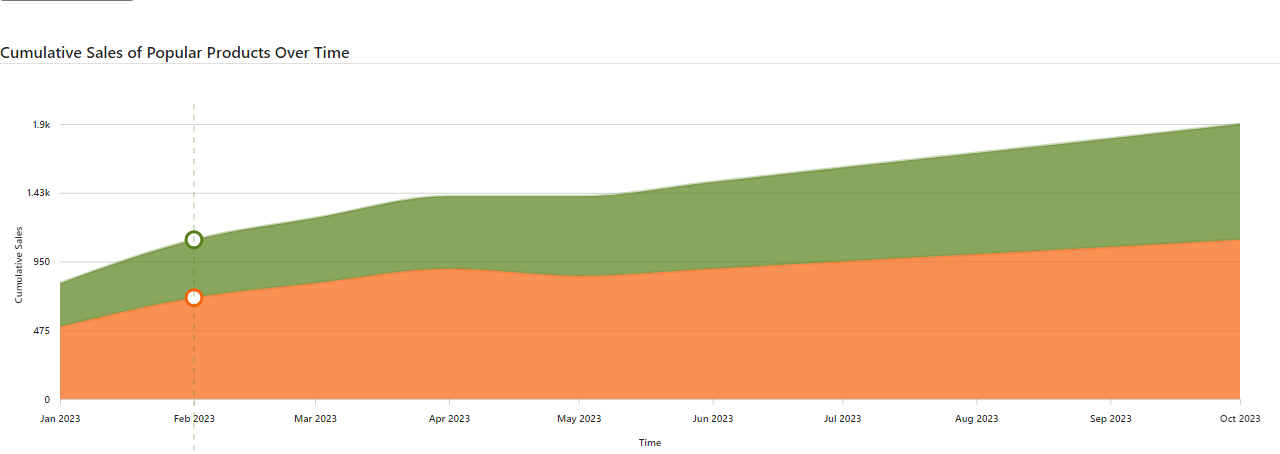 Cumulative Sales of Popular Products Over Time
1.9k
1.43k
950
475
0
Cumulative Sales
Jan 2023 Feb 2023 Mar 2023 Apr 2023 May 2023 Jun 2023 Jul 2023 Aug 2023 Sep 2023 Oct 2023
Time